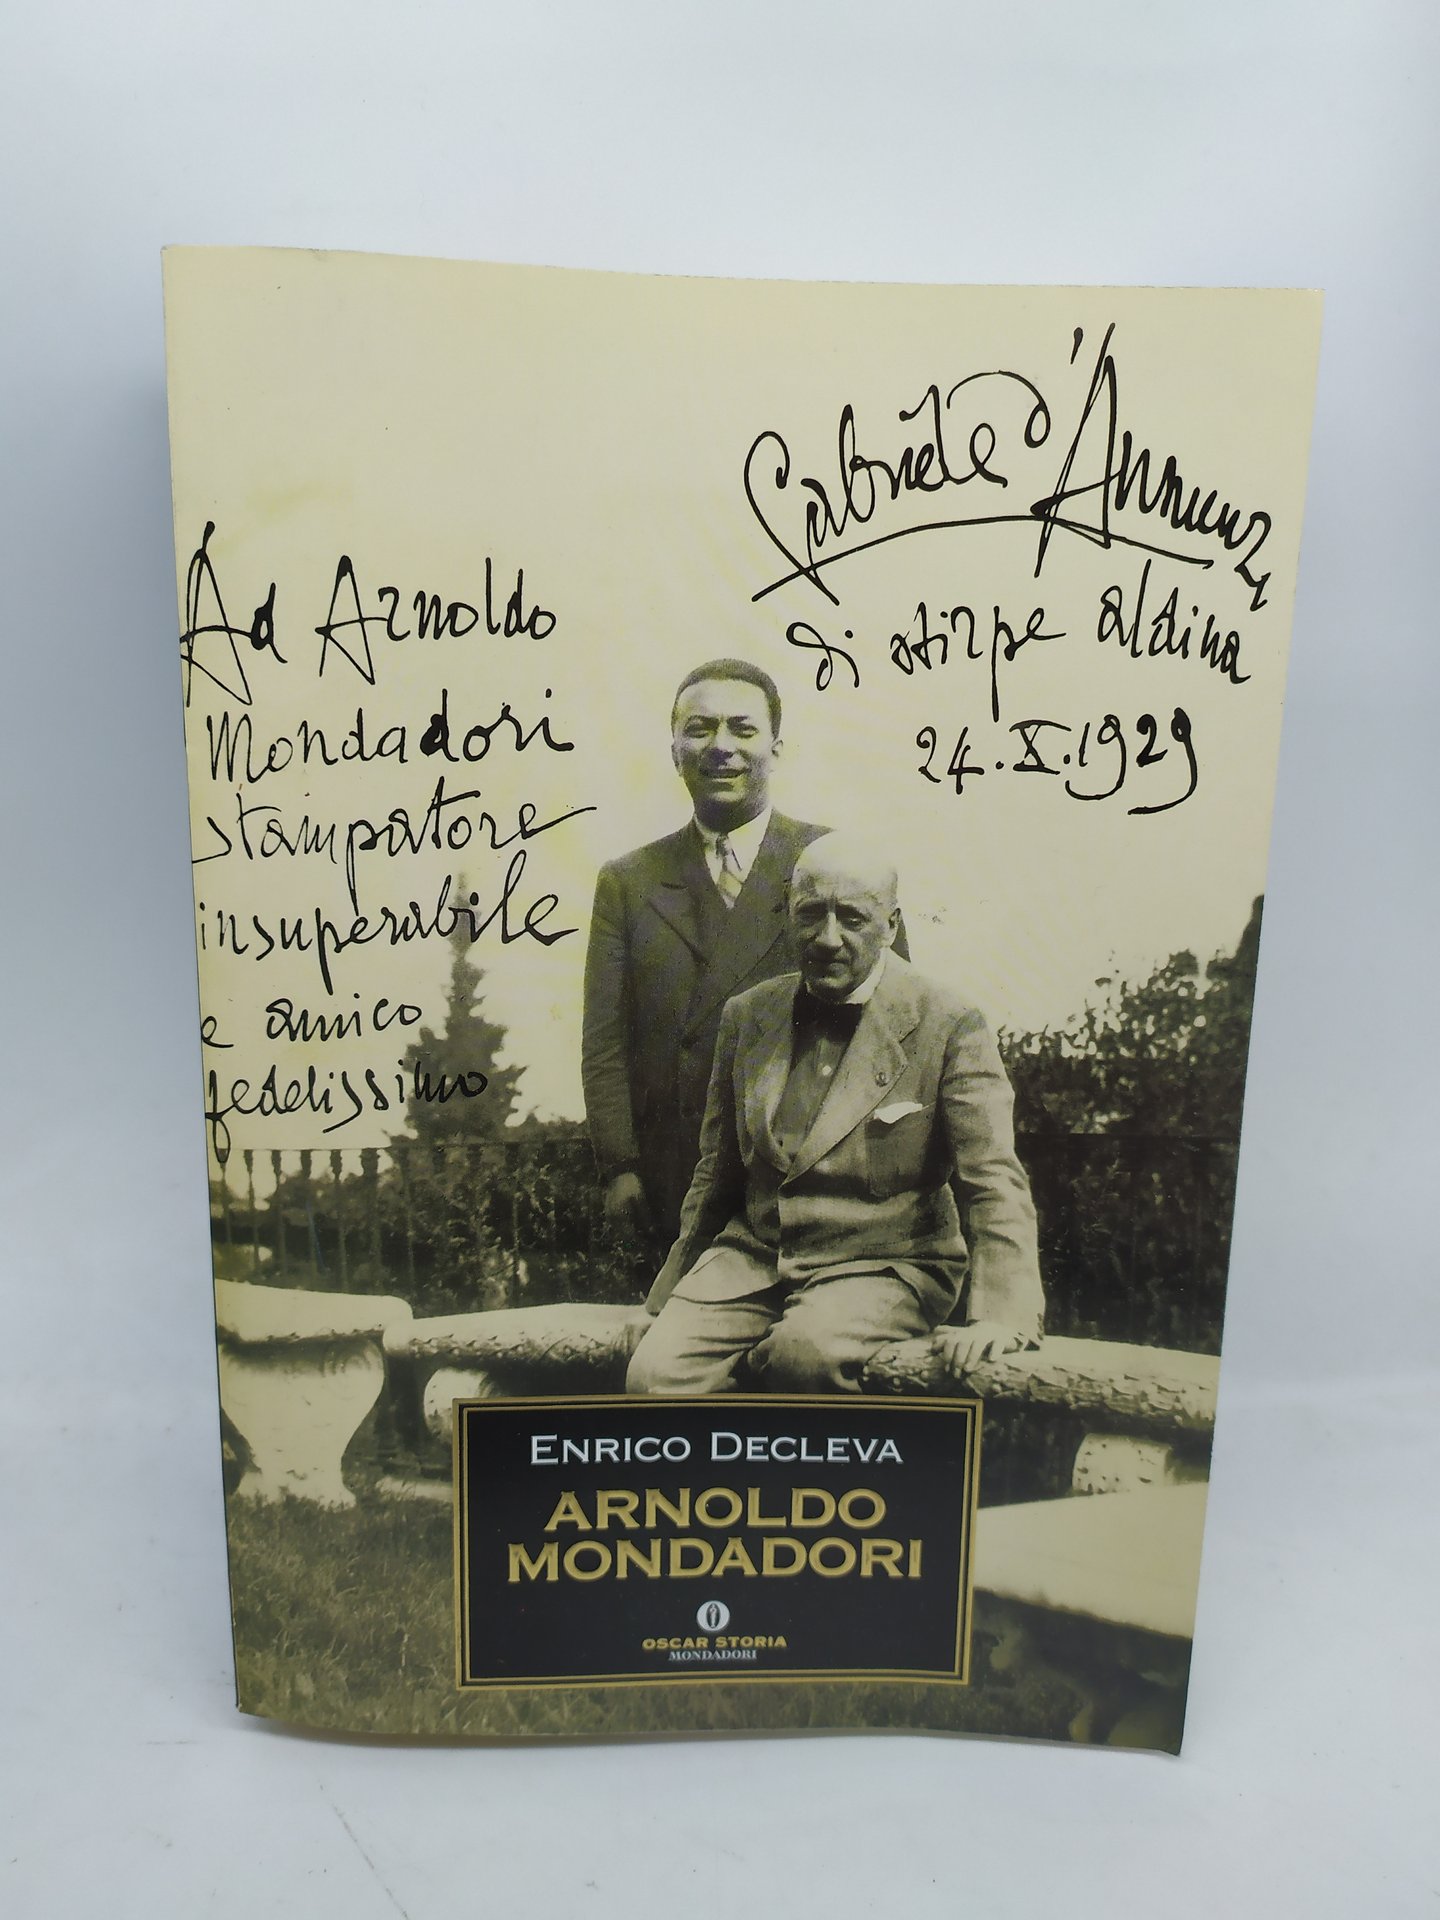 Gabriele d'Annunzi
di stirpe aldina
24.X.1929
Ad Arnoldo
Mondadori
stampatore
insuperabile
e amico
fedelissimo
ENRICO DECLEVA
ARNOLDO
MONDADORI
OSCAR STORIA
MONDADORI